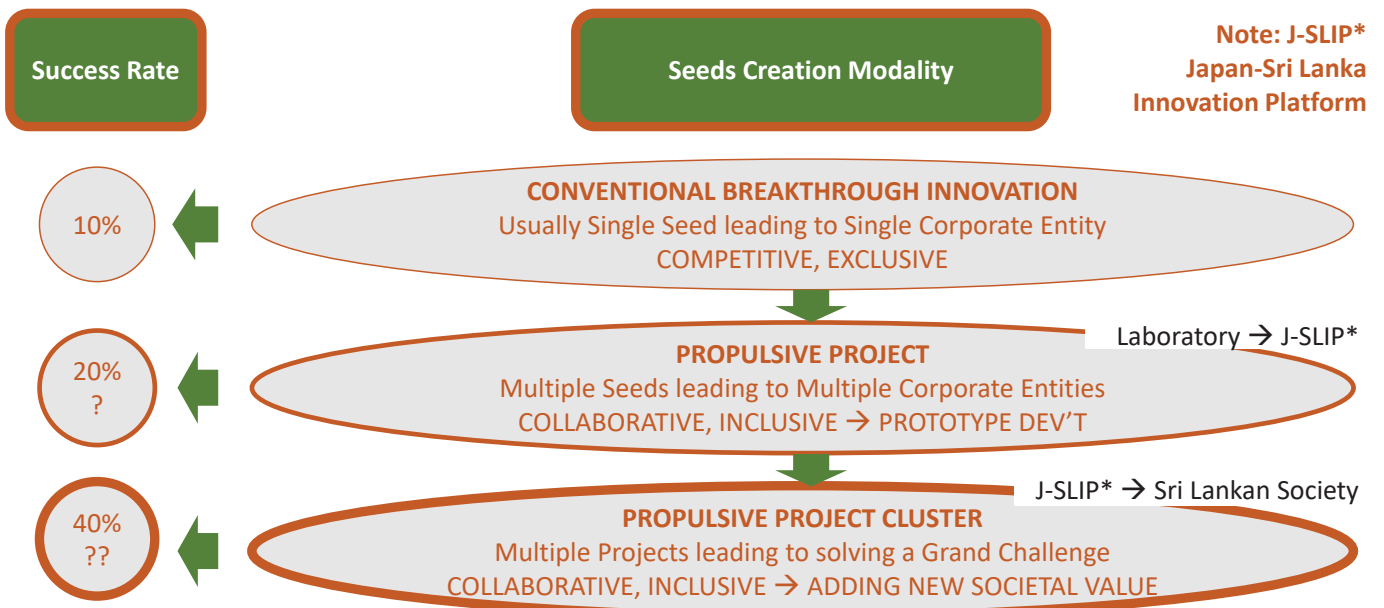 Success Rate
Seeds Creation Modality
Note: J-SLIP*
Japan-Sri Lanka
Innovation Platform
10%
CONVENTIONAL BREAKTHROUGH INNOVATION
Usually Single Seed leading to Single Corporate Entity
COMPETITIVE, EXCLUSIVE
Laboratory → J-SLIP*
20%
?
PROPULSIVE PROJECT
Multiple Seeds leading to Multiple Corporate Entities
COLLABORATIVE, INCLUSIVE → PROTOTYPE DEV’T
J-SLIP* → Sri Lankan Society
40%
??
PROPULSIVE PROJECT CLUSTER
Multiple Projects leading to solving a Grand Challenge
COLLABORATIVE, INCLUSIVE → ADDING NEW SOCIETAL VALUE